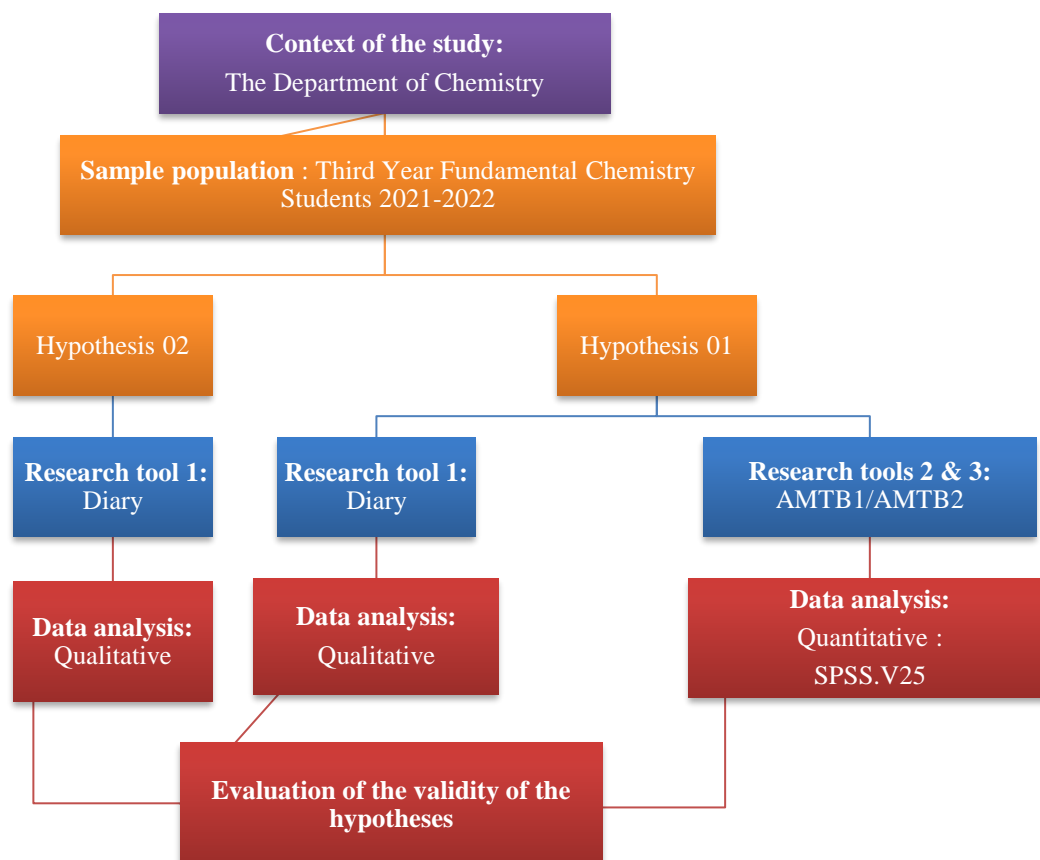 Context of the study:
The Department of Chemistry
Sample population : Third Year Fundamental Chemistry
Students 2021-2022
Hypothesis 02
Hypothesis 01
Research tool 1:
Diary
Research tool 1:
Diary
Research tools 2 & 3:
AMTB1/AMTB2
Data analysis:
Qualitative
Data analysis:
Qualitative
Data analysis:
Quantitative :
SPSS.V25
Evaluation of the validity of the
hypotheses